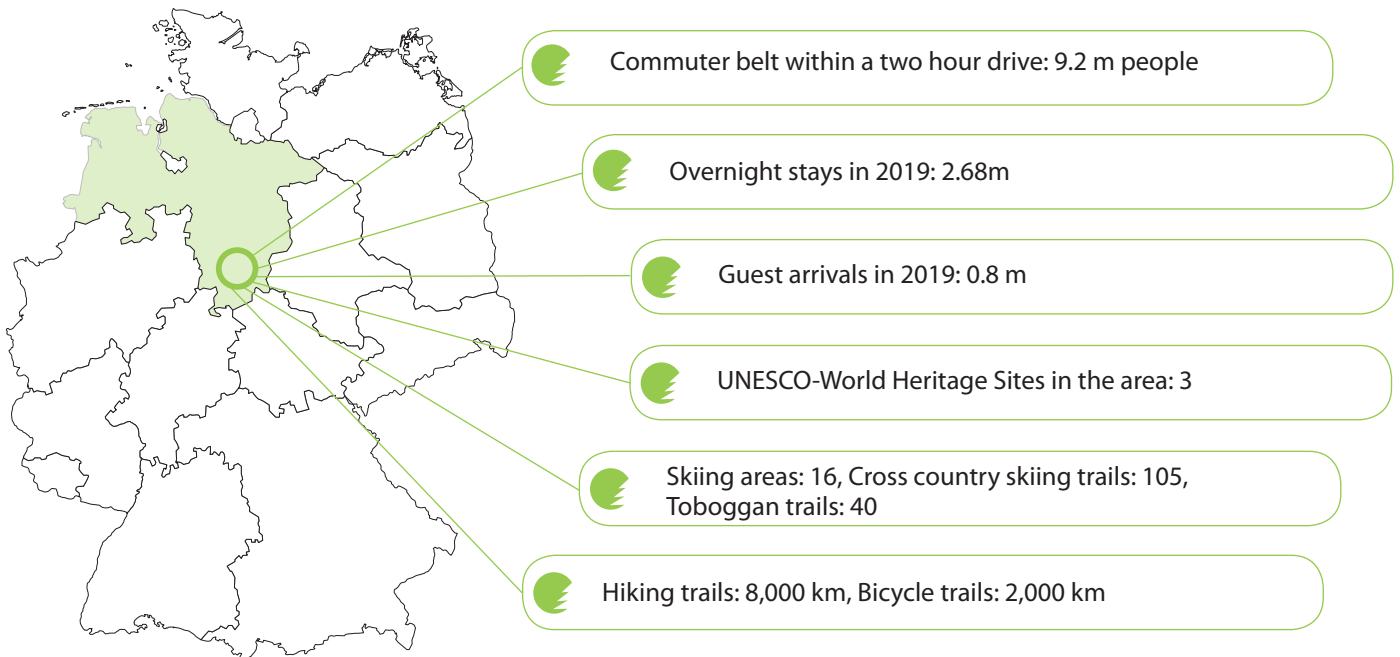 Commuter belt within a two hour drive: 9.2 m people
Overnight stays in 2019: 2.68m
Guest arrivals in 2019: 0.8 m
UNESCO-World Heritage Sites in the area: 3
Skiing areas: 16, Cross country skiing trails: 105,
Toboggan trails: 40
Hiking trails: 8,000 km, Bicycle trails: 2,000 km